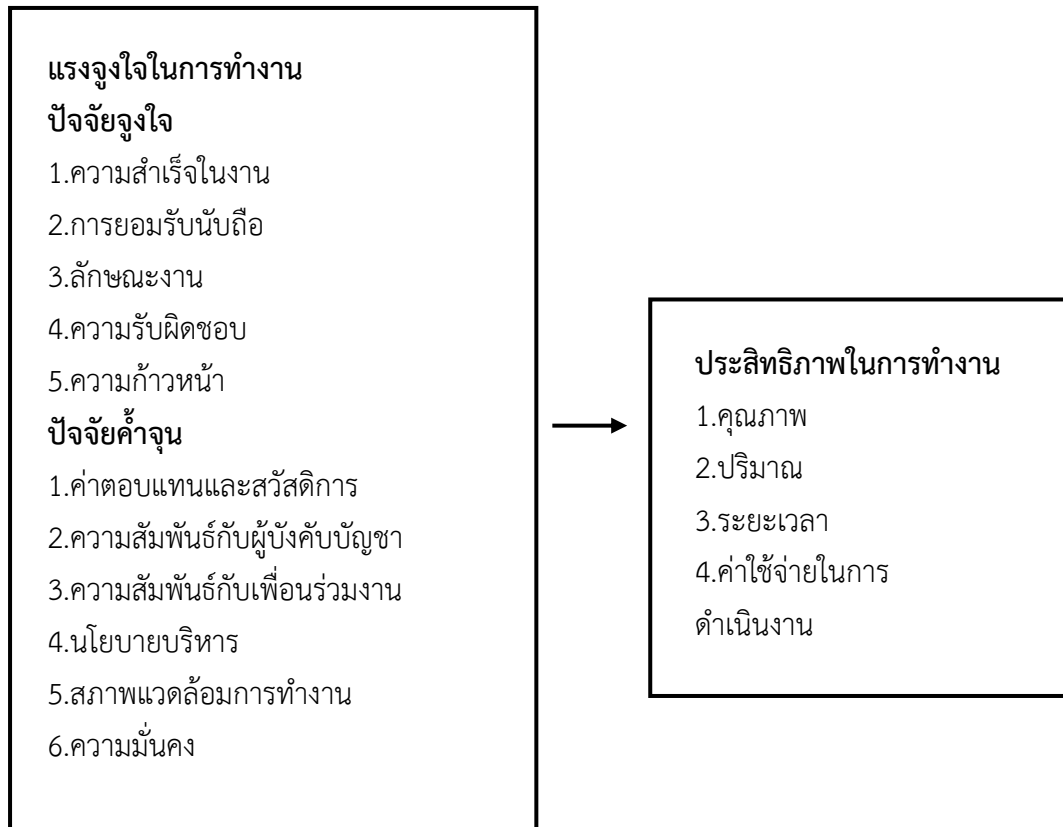 แรงจูงใจในการทำงาน
ปัจจัยจูงใจ
1.ความสำเร็จในงาน
2.การยอมรับนับถือ
3.ลักษณะงาน
4.ความรับผิดชอบ
5.ความก้าวหน้า
ปัจจัยค้ำจุน
1.ค่าตอบแทนและสวัสดิการ
2.ความสัมพันธ์กับผู้บังคับบัญชา
3.ความสัมพันธ์กับเพื่อนร่วมงาน
4.นโยบายบริหาร
5.สภาพแวดล้อมการทำงาน
6.ความมั่นคง
ประสิทธิภาพในการทำงาน
1.คุณภาพ
2.ปริมาณ
3.ระยะเวลา
4.ค่าใช้จ่ายในการ
ดำเนินงาน